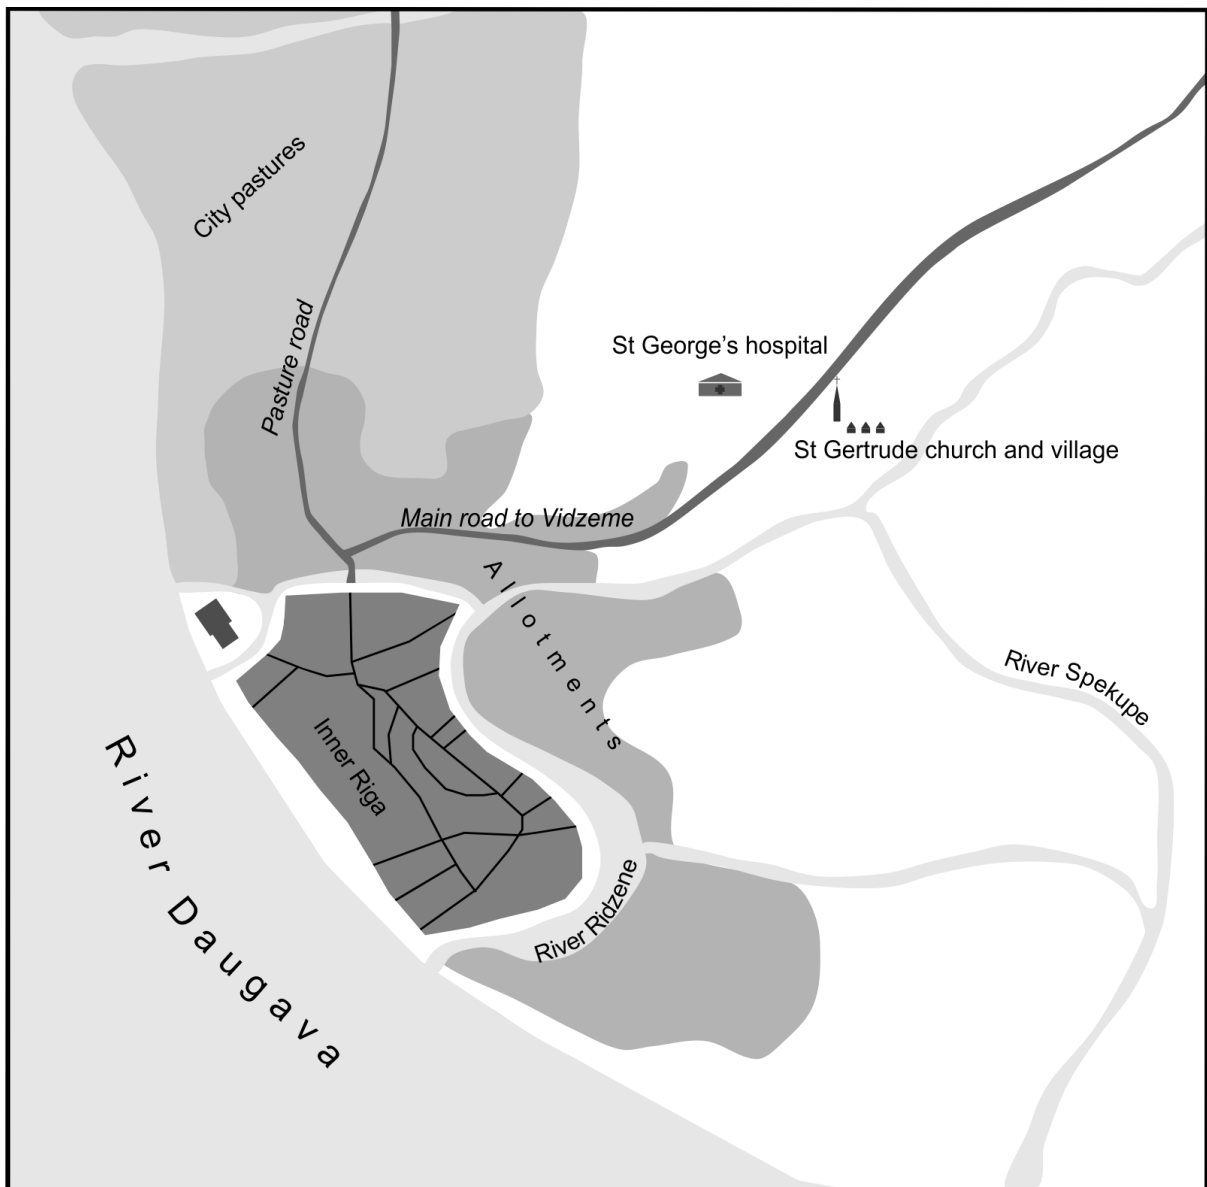 City pastures
Pasture road
St George's hospital
St Gertrude church and village
Main road to Vidzeme
Allotments
River Spekupe
Inner Riga
River Ridzene
River Daugava